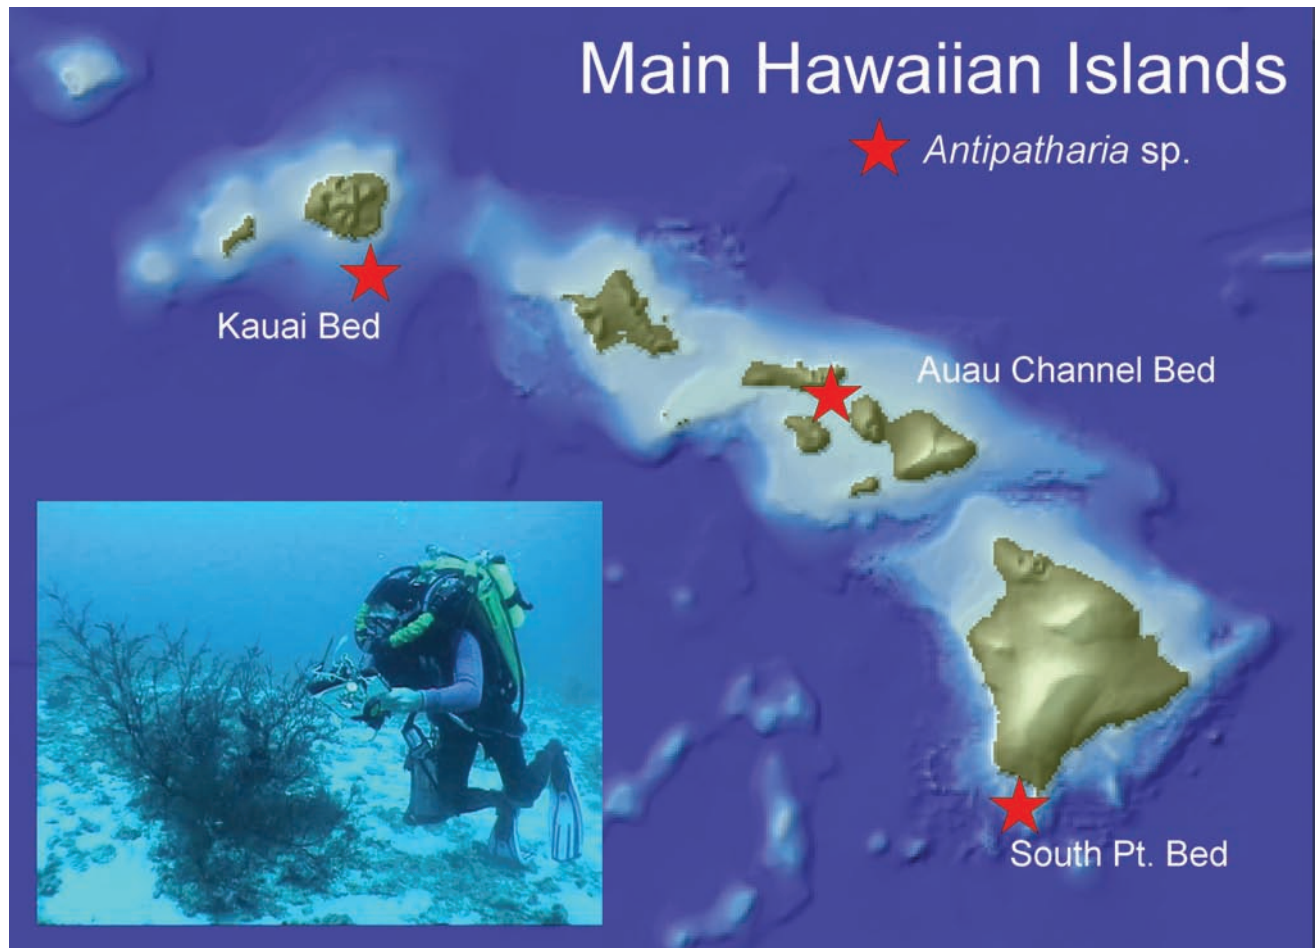 Main Hawaiian Islands
Antipatharia sp.
Kauai Bed
Auau Channel Bed
South Pt. Bed